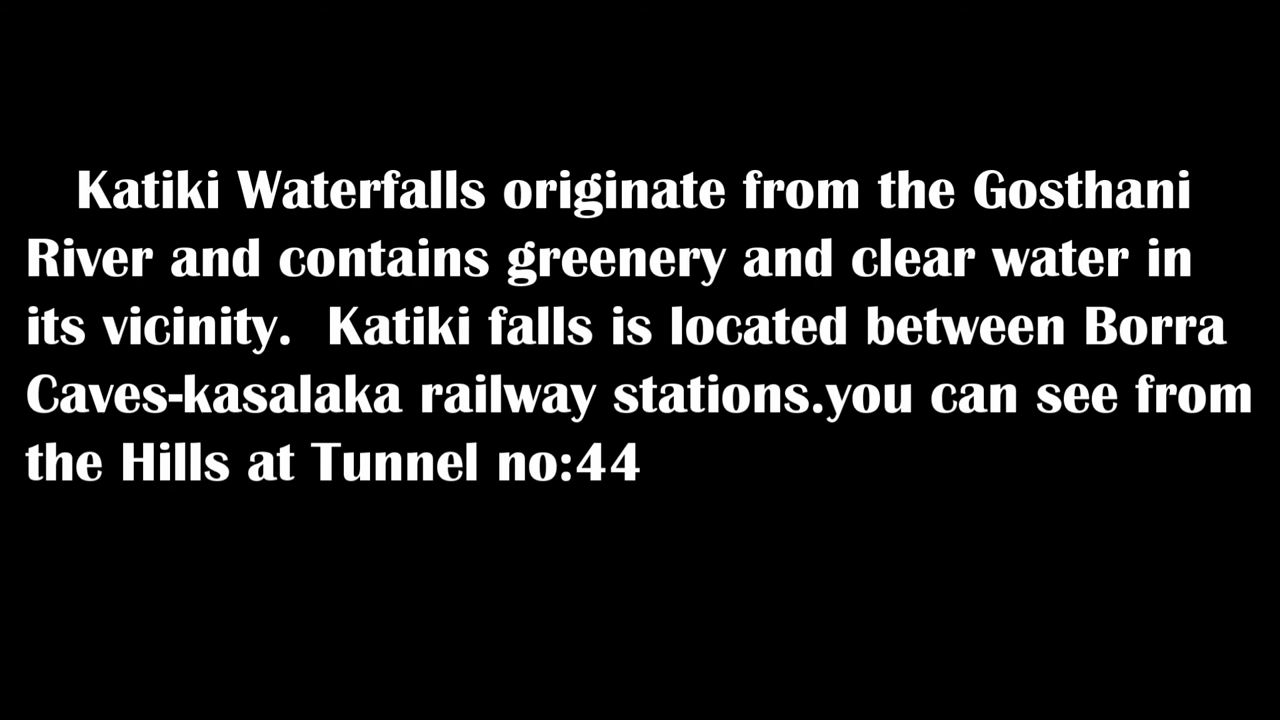 Katiki Waterfalls originate from the Gosthani
River and contains greenery and clear water in
its vicinity.  Katiki falls is located between Borra
Caves-kasalaka railway stations.you can see from
the Hills at Tunnel no:44